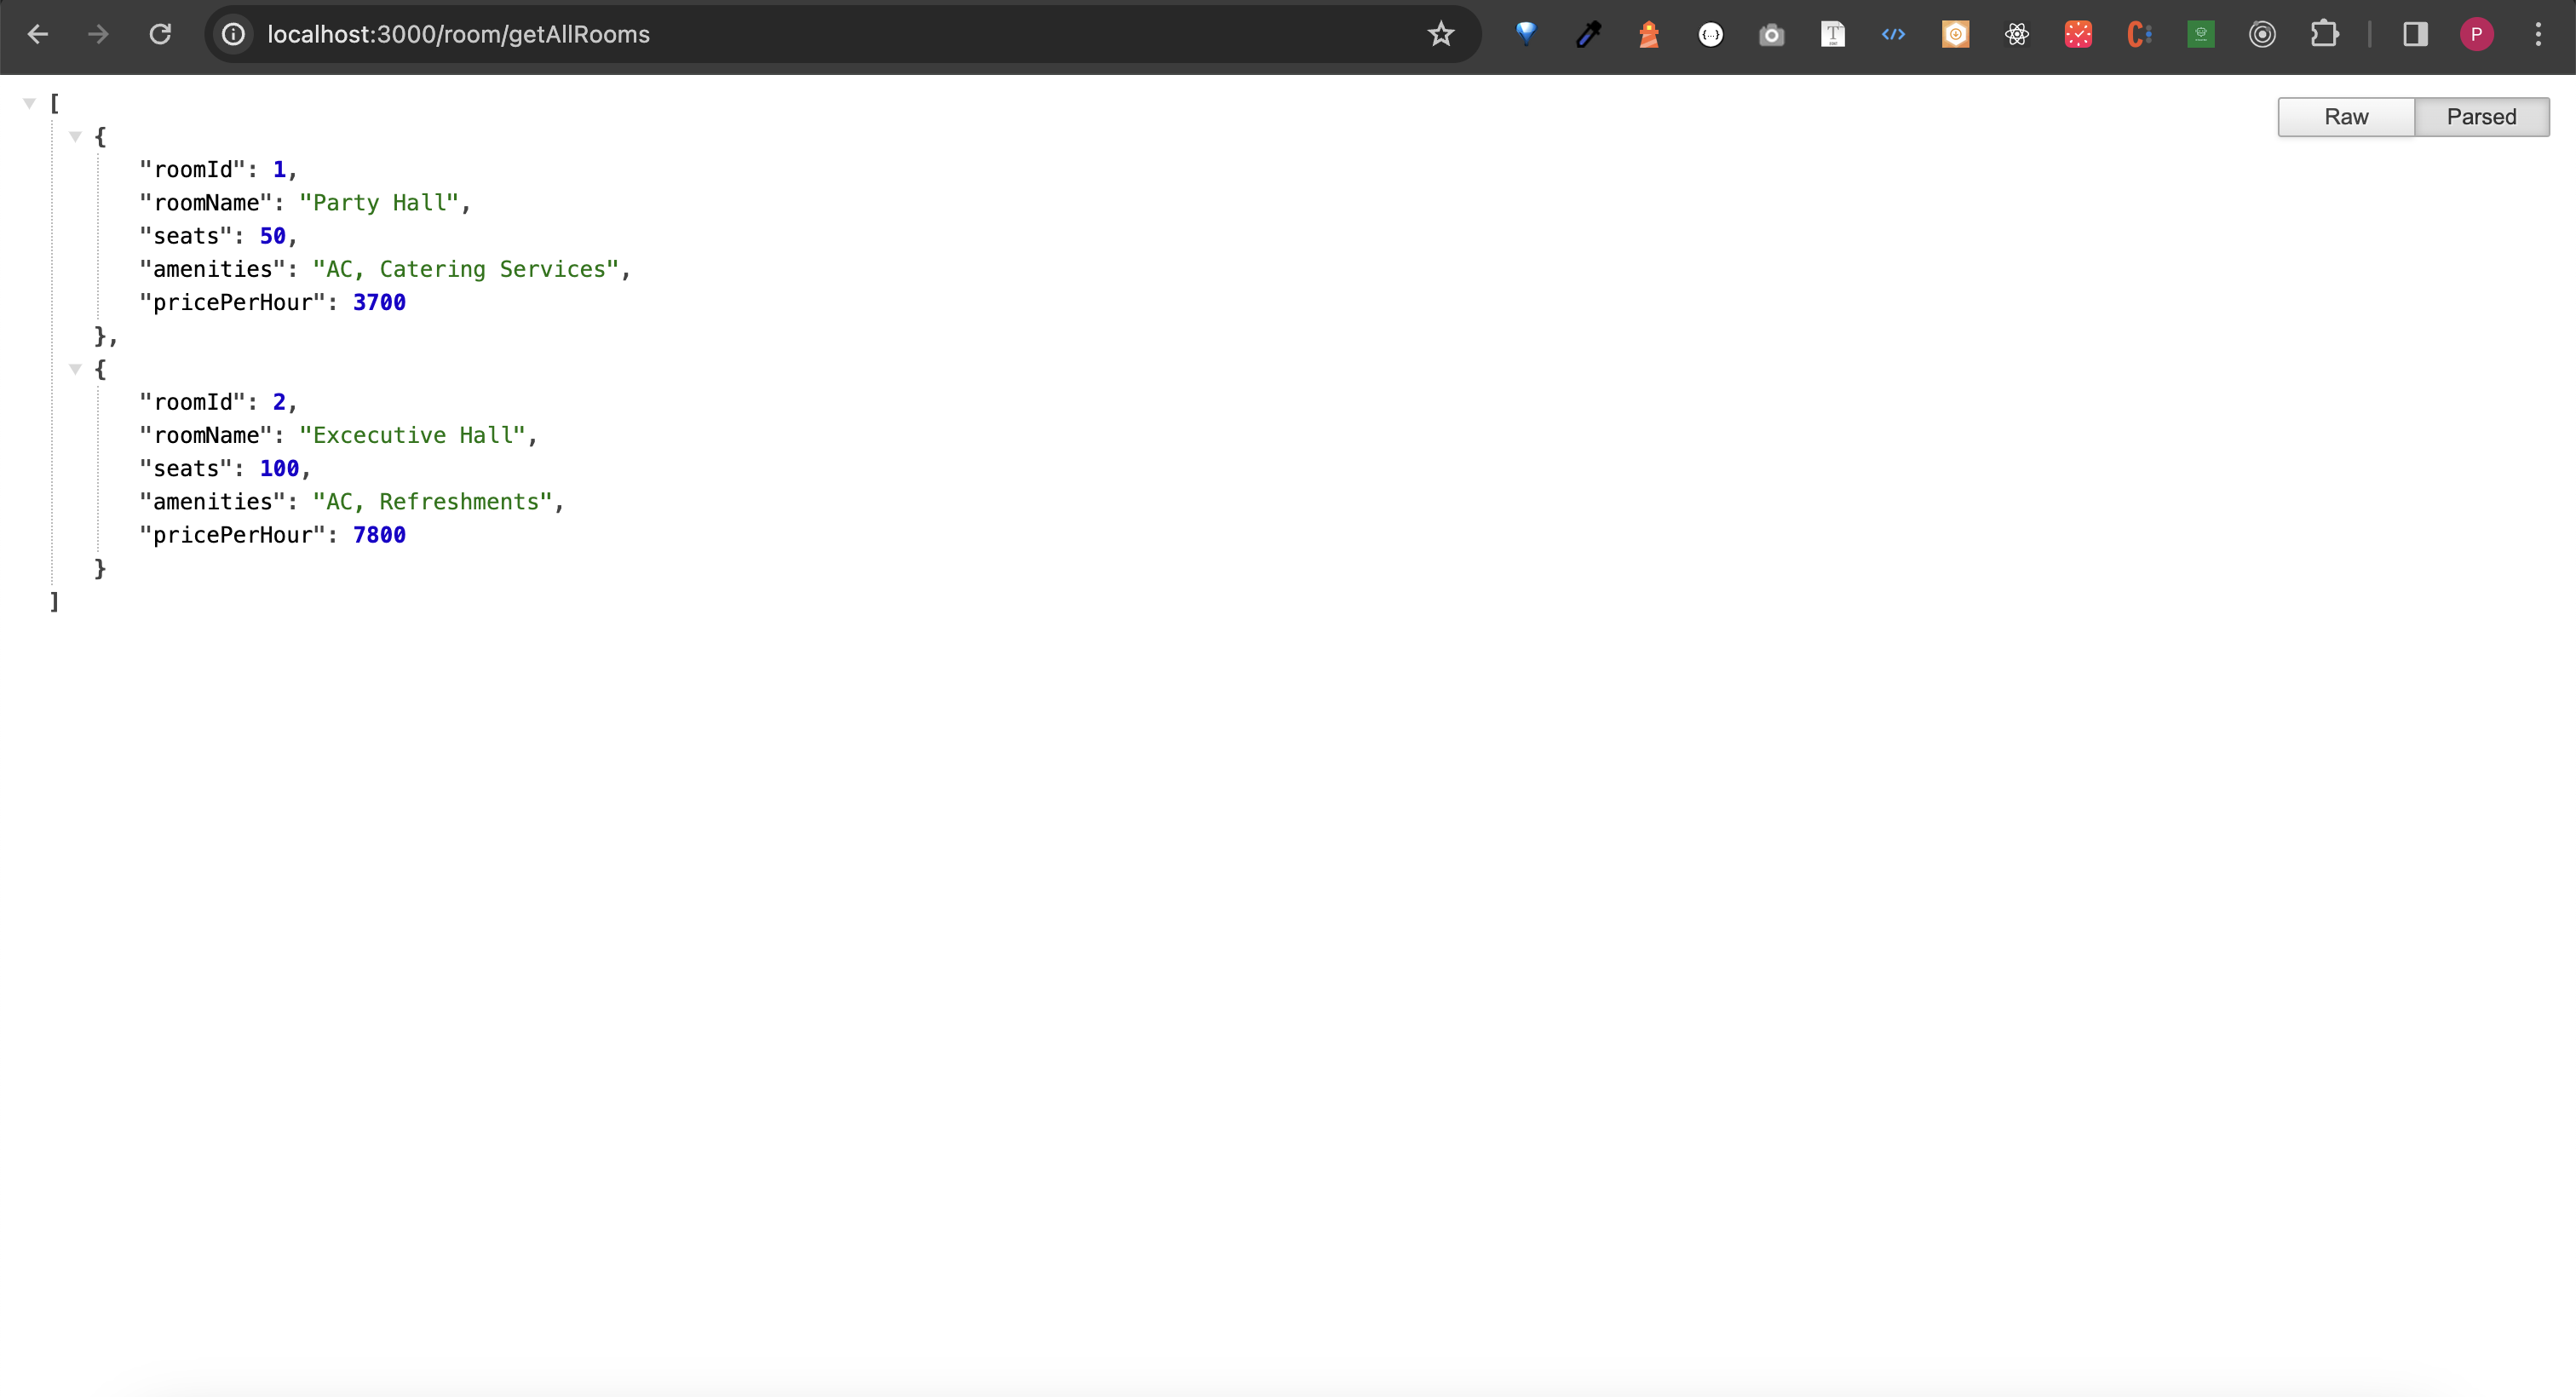 localhost:3000/room/getAllRooms
P
Raw Parsed
[
{
"roomId": 1,
"roomName": "Party Hall",
"seats": 50,
"amenities": "AC, Catering Services",
"pricePerHour": 3700
},
{
"roomId": 2,
"roomName": "Excecutive Hall",
"seats": 100,
"amenities": "AC, Refreshments",
"pricePerHour": 7800
}
]